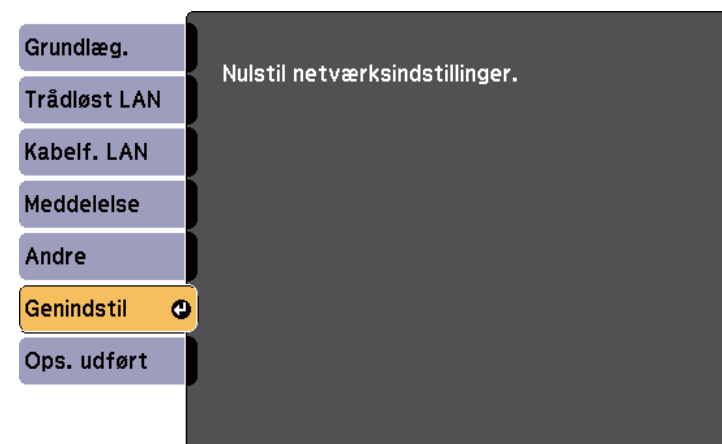 Grundlæg.
Nulstil netværksindstillinger.
Trådløst LAN
Kabelf. LAN
Meddelelse
Andre
Genindstil
Ops. udført